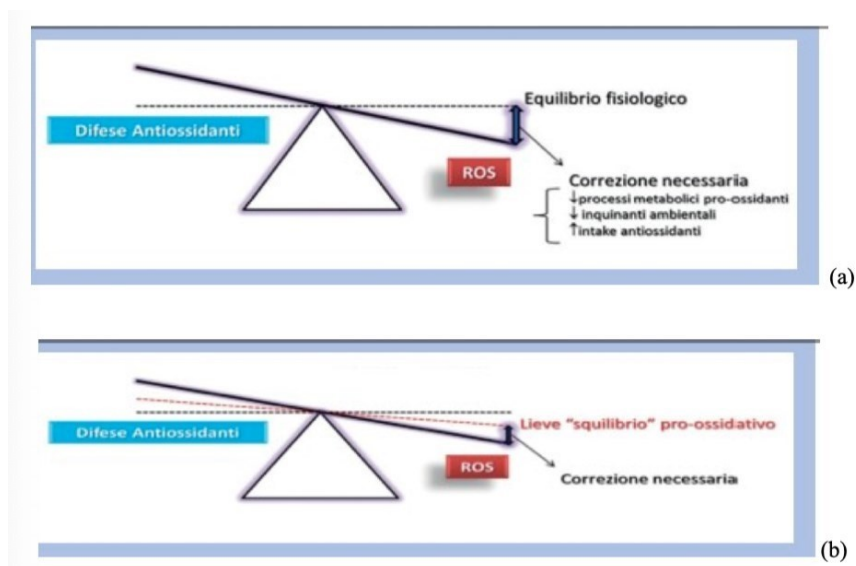 Equilibrio fisiologico
Difese Antiossidanti
ROS
Correzione necessaria
↓processi metabolici pro-ossidanti
↓ inquinanti ambientali
↑intake antiossidanti
(a)
Lieve “squilibrio” pro-ossidativo
Difese Antiossidanti
ROS
Correzione necessaria
(b)